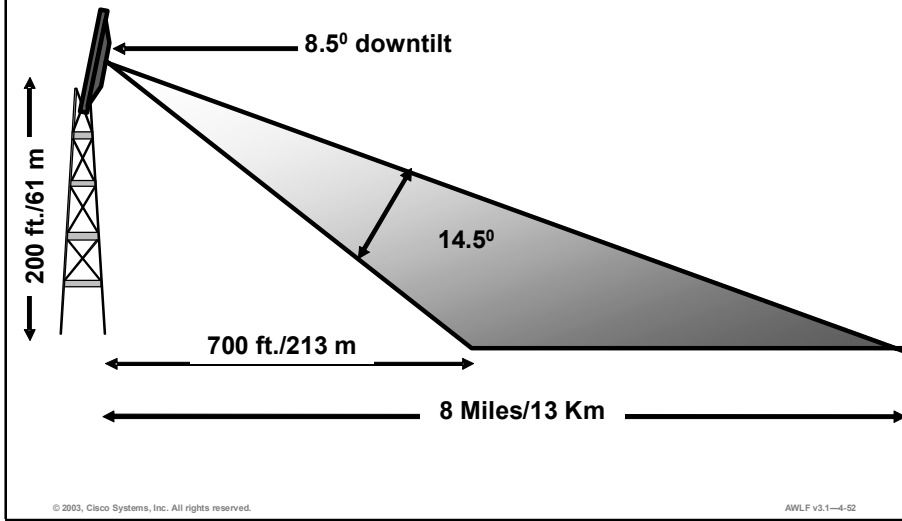 8.5⁰ downtilt
200 ft./61 m
14.5⁰
700 ft./213 m
8 Miles/13 Km
© 2003, Cisco Systems, Inc. All rights reserved.
AWLF v3.1—4-52